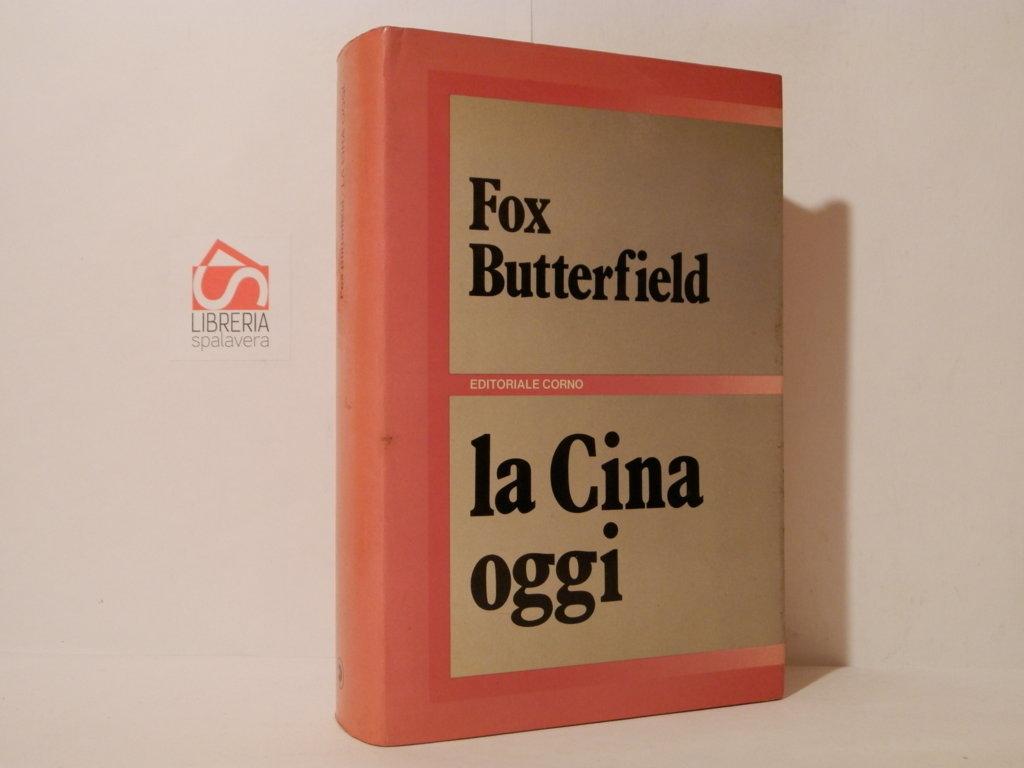 Fox
Butterfield
EDITORIALE CORNO
la Cina
oggi
LIBRERIA
spalavera